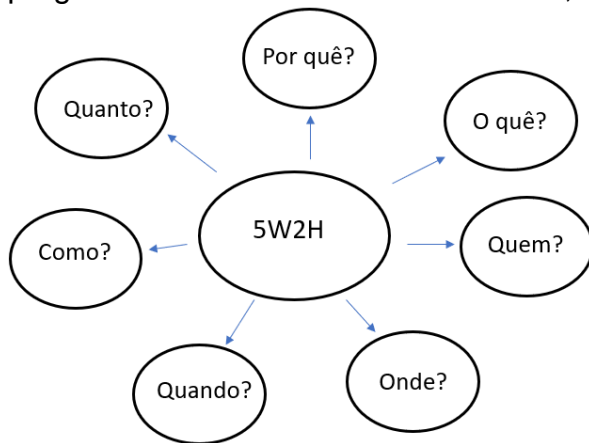 Por quê?
Quanto?
O quê?
5W2H
Como?
Quem?
Quando?
Onde?